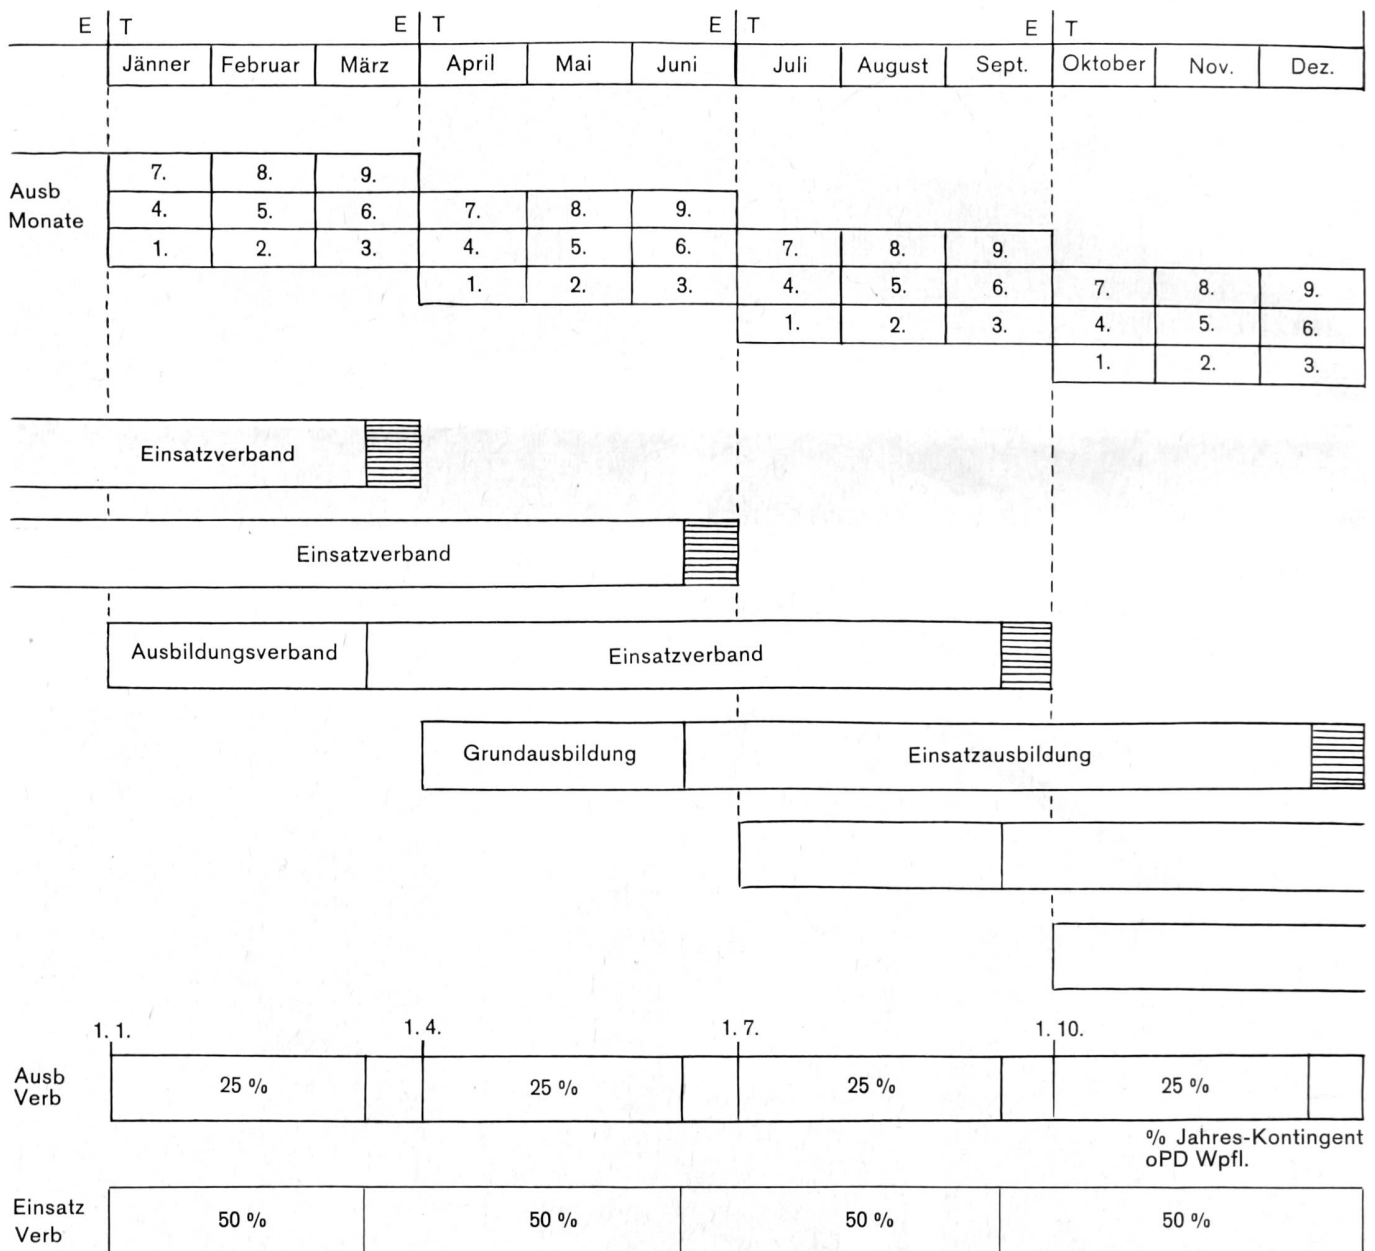 E T E T E T E T
Jänner Februar März April Mai Juni Juli August Sept. Oktober Nov. Dez.
Ausb
Monate
7. 8. 9.
4. 5. 6. 7. 8. 9.
1. 2. 3. 4. 5. 6. 7. 8. 9.
1. 2. 3. 4. 5. 6. 7. 8. 9.
1. 2. 3. 4. 5. 6.
1. 2. 3.
Einsatzverband
Einsatzverband
Ausbildungsverband Einsatzverband
Grundausbildung Einsatzausbildung
1. 1. 1. 4. 1. 7. 1. 10.
Ausb
Verb
25 % 25 % 25 % 25 %
% Jahres-Kontingent
oPD Wpfl.
Einsatz
Verb
50 % 50 % 50 % 50 %